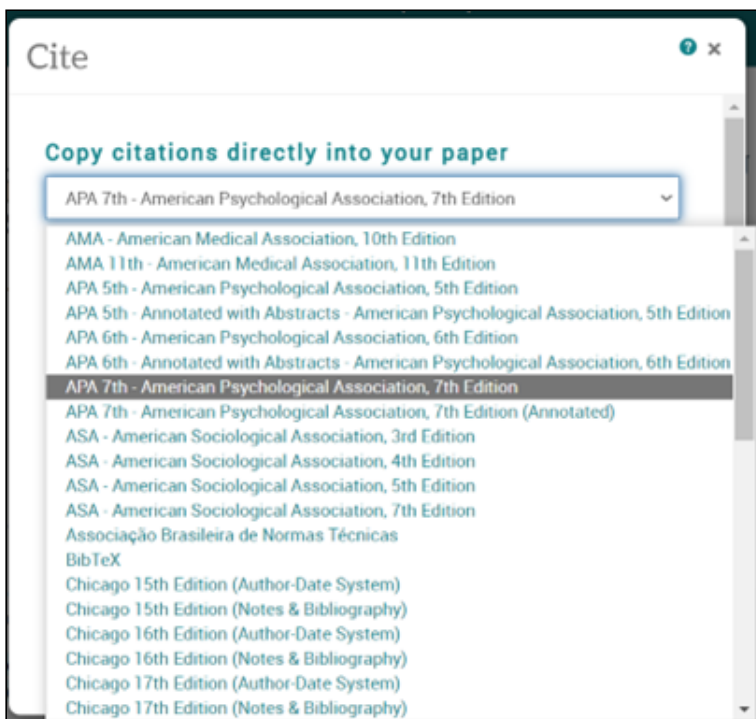 Cite
?
×
Copy citations directly into your paper
APA 7th - American Psychological Association, 7th Edition
AMA - American Medical Association, 10th Edition
AMA 11th - American Medical Association, 11th Edition
APA 5th - American Psychological Association, 5th Edition
APA 5th - Annotated with Abstracts - American Psychological Association, 5th Edition
APA 6th - American Psychological Association, 6th Edition
APA 6th - Annotated with Abstracts - American Psychological Association, 6th Edition
APA 7th - American Psychological Association, 7th Edition
APA 7th - American Psychological Association, 7th Edition (Annotated)
ASA - American Sociological Association, 3rd Edition
ASA - American Sociological Association, 4th Edition
ASA - American Sociological Association, 5th Edition
ASA - American Sociological Association, 7th Edition
Associação Brasileira de Normas Técnicas
BibTeX
Chicago 15th Edition (Author-Date System)
Chicago 15th Edition (Notes & Bibliography)
Chicago 16th Edition (Author-Date System)
Chicago 16th Edition (Notes & Bibliography)
Chicago 17th Edition (Author-Date System)
Chicago 17th Edition (Notes & Bibliography)